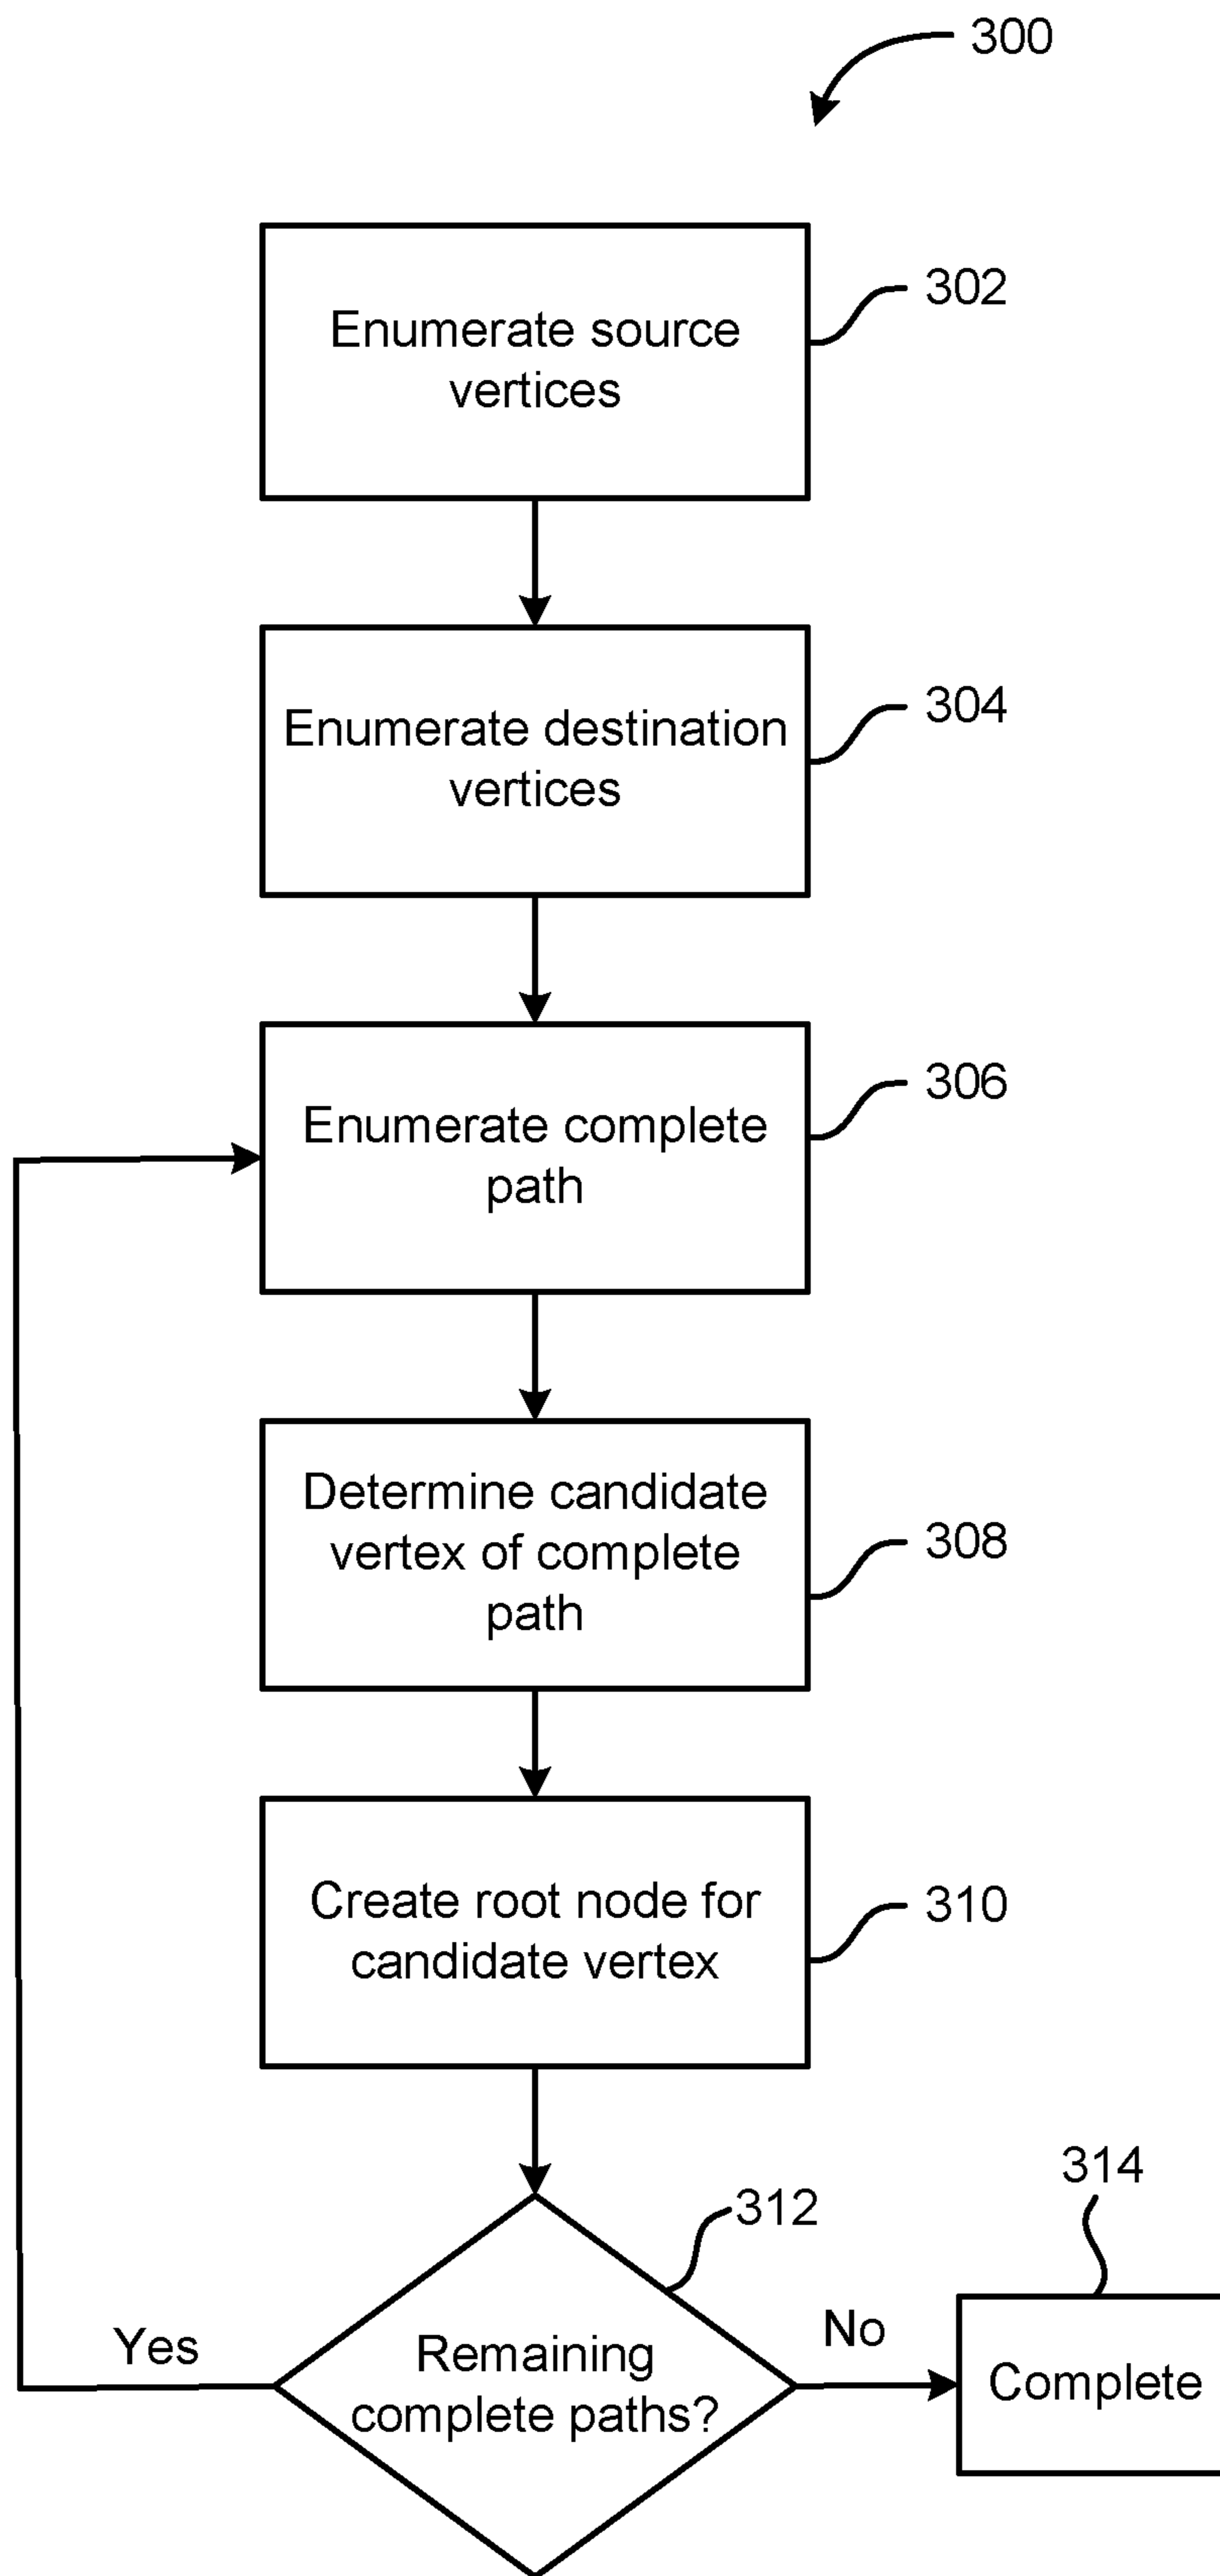 300
Enumerate source
vertices
302
Enumerate destination
vertices
304
Enumerate complete
path
306
Determine candidate
vertex of complete
path
308
Create root node for
candidate vertex
310
312
314
Yes
Remaining
complete paths?
No
Complete